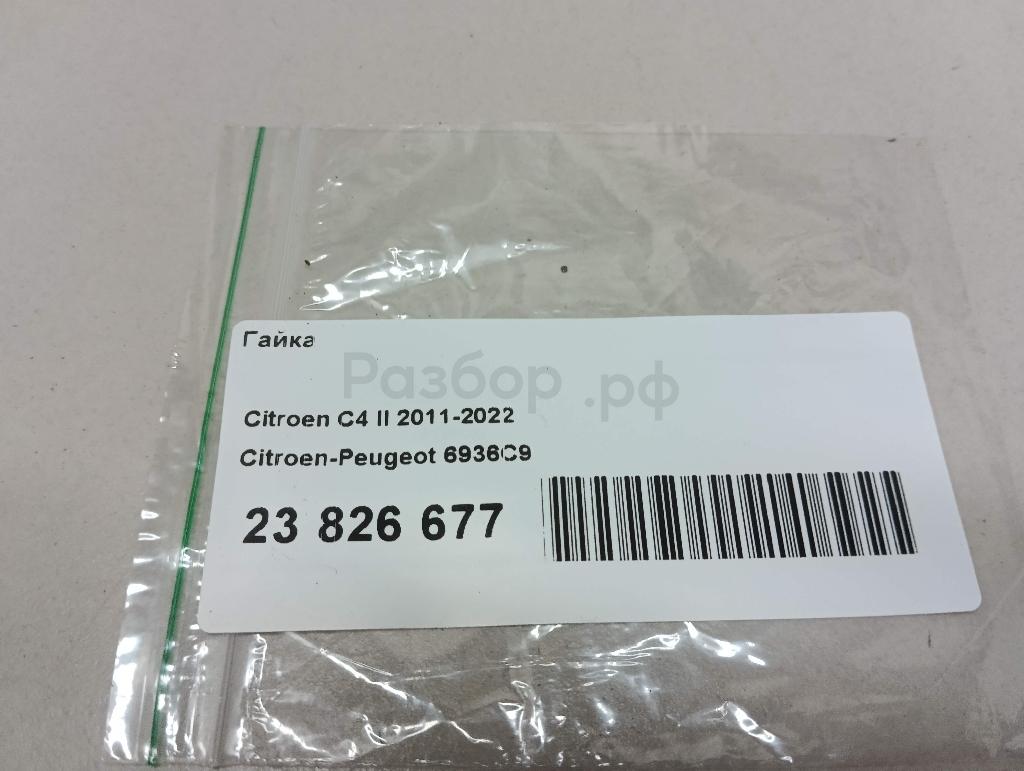 Гайка
Разбор.рф
Citroen C4 II 2011-2022
Citroen-Peugeot 6936C9
23 826 677